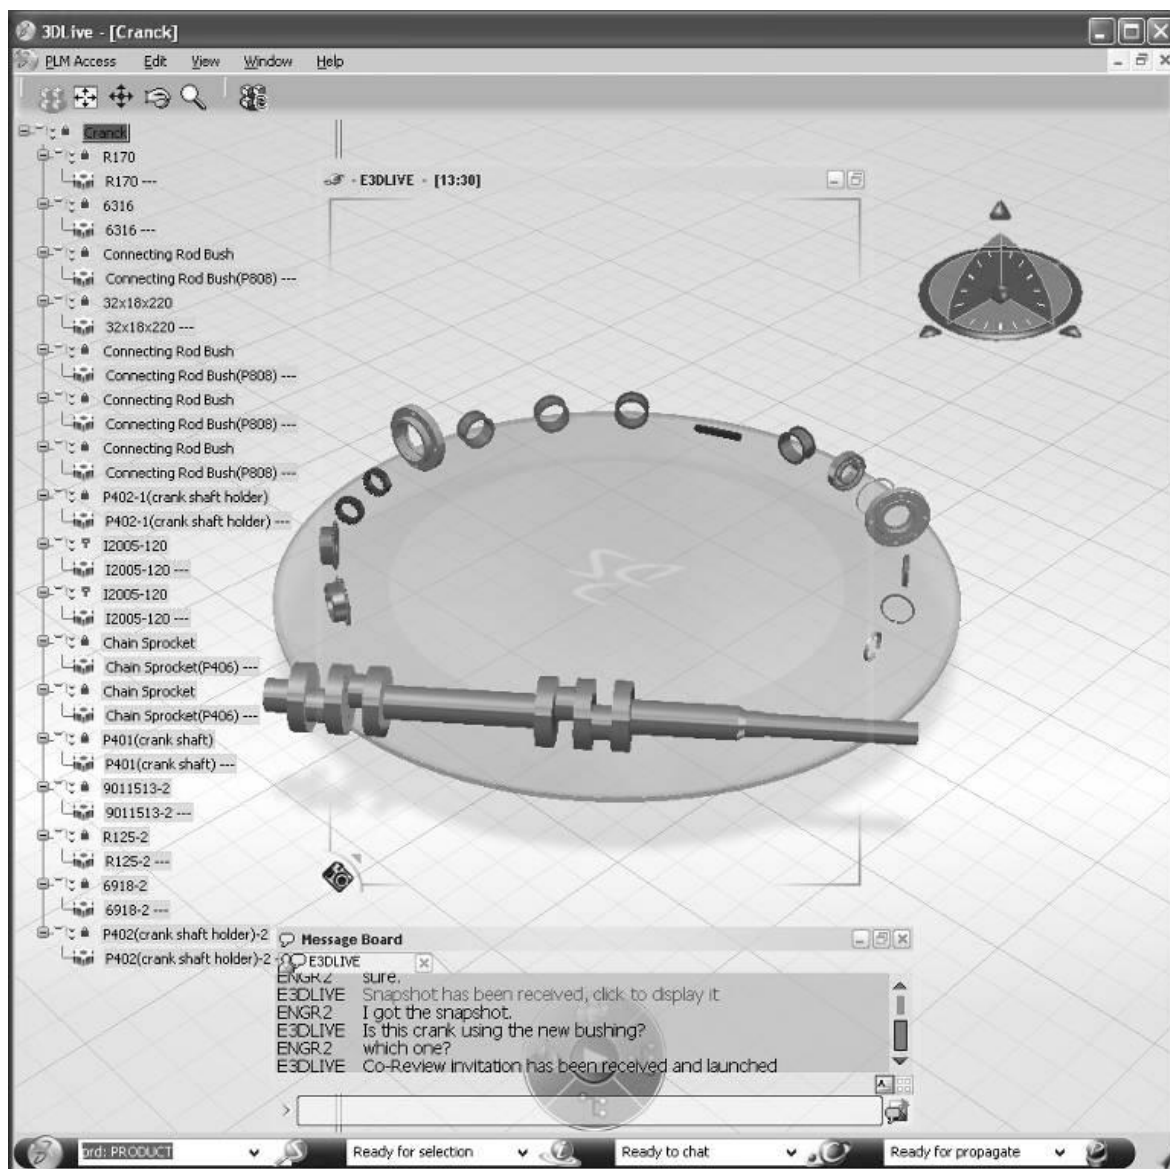 3DLive - [Cranck]
PLM Access Edit View Window Help
Cranck
R170
R170 ---
6316
6316 ---
Connecting Rod Bush
Connecting Rod Bush(P808) ---
32x18x220
32x18x220 ---
Connecting Rod Bush
Connecting Rod Bush(P808) ---
Connecting Rod Bush
Connecting Rod Bush(P808) ---
Connecting Rod Bush
Connecting Rod Bush(P808) ---
P402-1(crank shaft holder)
P402-1(crank shaft holder) ---
I2005-120
I2005-120 ---
I2005-120
I2005-120 ---
Chain Sprocket
Chain Sprocket(P406) ---
Chain Sprocket
Chain Sprocket(P406) ---
P401(crank shaft)
P401(crank shaft) ---
9011513-2
9011513-2 ---
R125-2
R125-2 ---
6918-2
6918-2 ---
P402(crank shaft holder)-2
P402(crank shaft holder)-2 -
- E3DLIVE - [13:30]
Message Board
E3DLIVE
ENGR2 sure.
E3DLIVE Snapshot has been received, click to display it
ENGR2 I got the snapshot.
E3DLIVE Is this crank using the new bushing?
ENGR2 which one?
E3DLIVE Co-Review invitation has been received and launched
>
prd: PRODUCT Ready for selection Ready to chat Ready for propagate